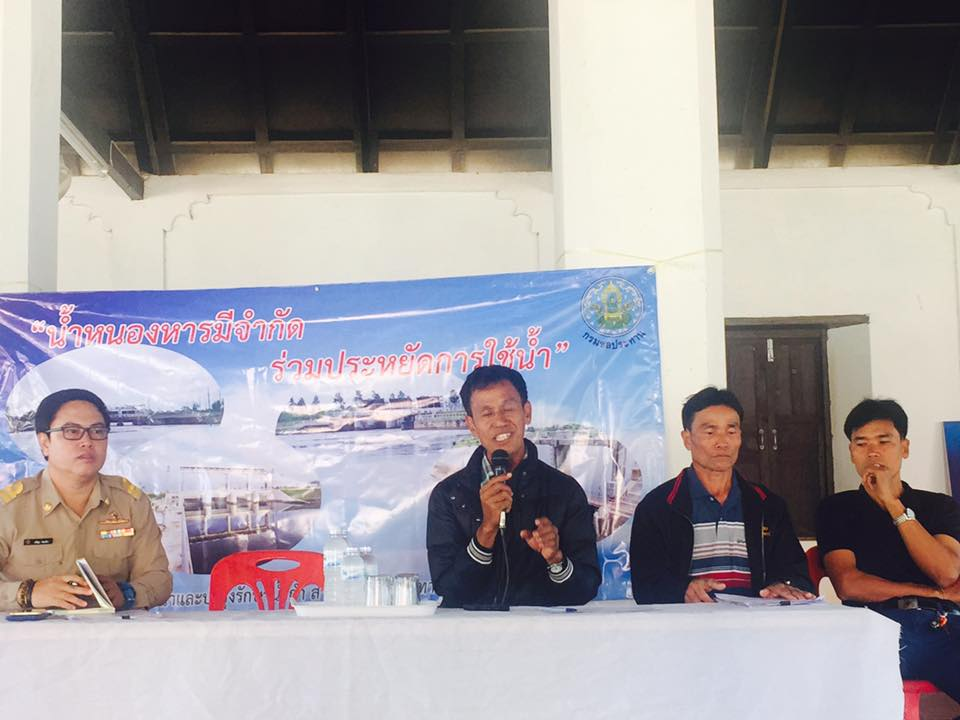 “น้ำหนองหารมีจำกัด
ร่วมประหยัดการใช้น้ำ”
กรมชลประทาน